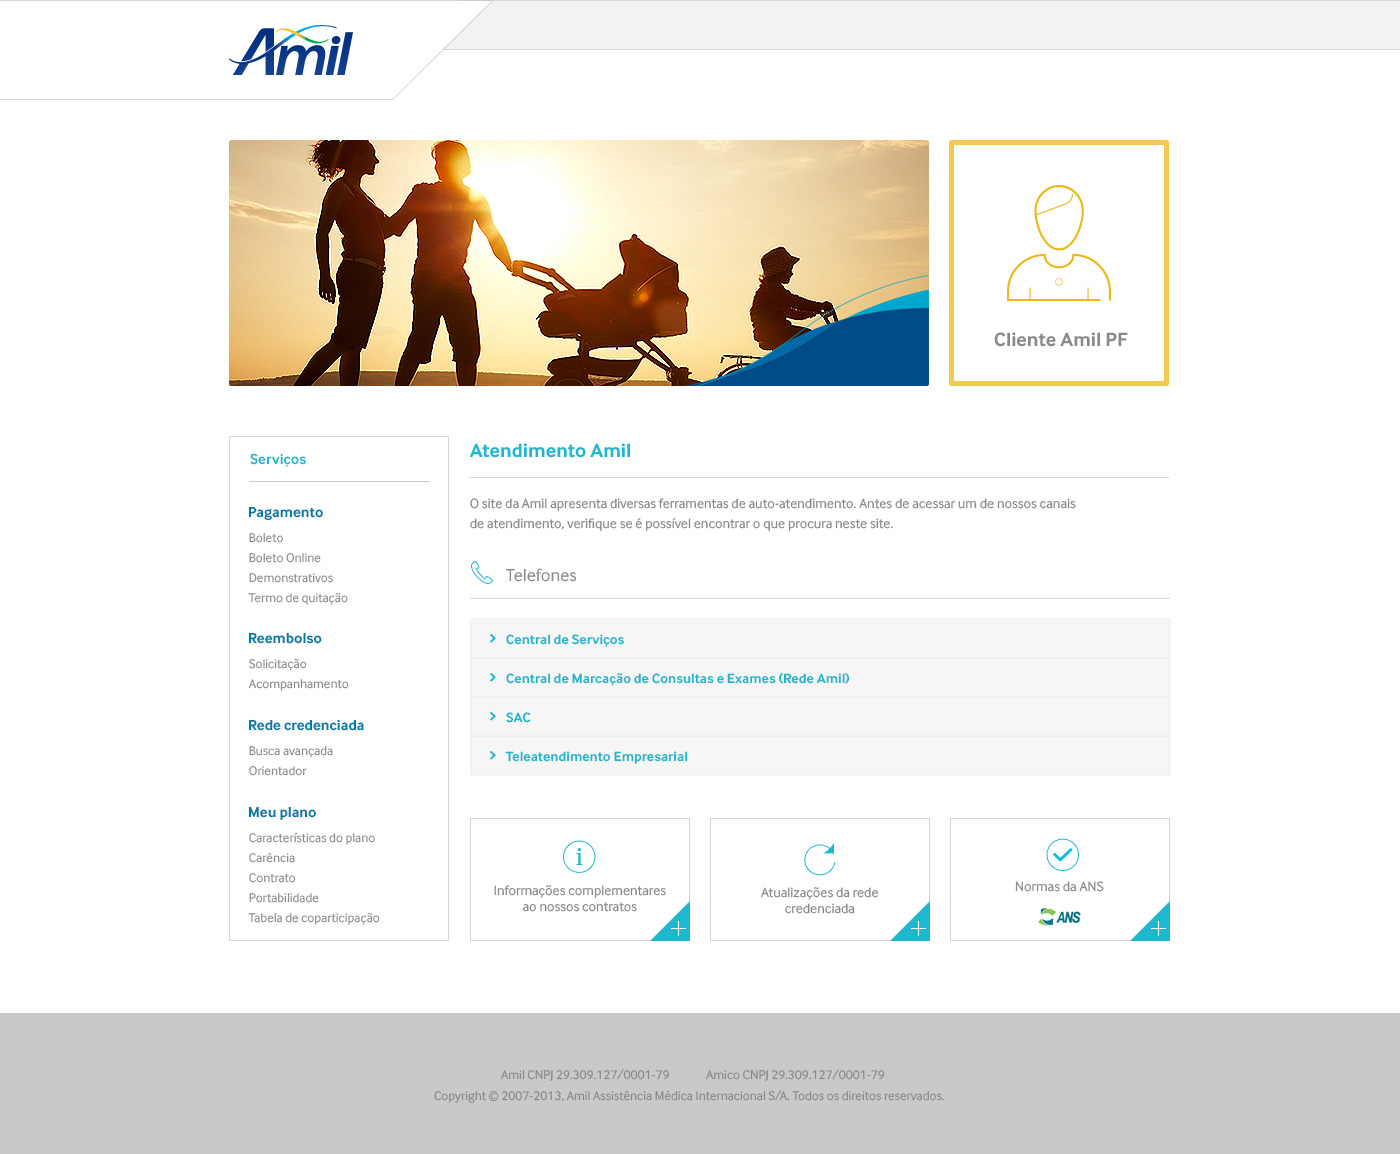 Amil
Cliente Amil PF
Serviços
Pagamento
Boleto
Boleto Online
Demonstrativos
Termo de quitação
Reembolso
Solicitação
Acompanhamento
Rede credenciada
Busca avançada
Orientador
Meu plano
Características do plano
Carência
Contrato
Portabilidade
Tabela de coparticipação
Atendimento Amil
O site da Amil apresenta diversas ferramentas de auto-atendimento. Antes de acessar um de nossos canais
de atendimento, verifique se é possível encontrar o que procura neste site.
Telefones
Central de Serviços
Central de Marcação de Consultas e Exames (Rede Amil)
SAC
Teleatendimento Empresarial
Informações complementares
ao nossos contratos
Atualizações da rede
credenciada
Normas da ANS
ANS
Amil CNPJ 29.309.127/0001-79 Amico CNPJ 29.309.127/0001-79
Copyright © 2007-2013, Amil Assistência Médica Internacional S/A. Todos os direitos reservados.